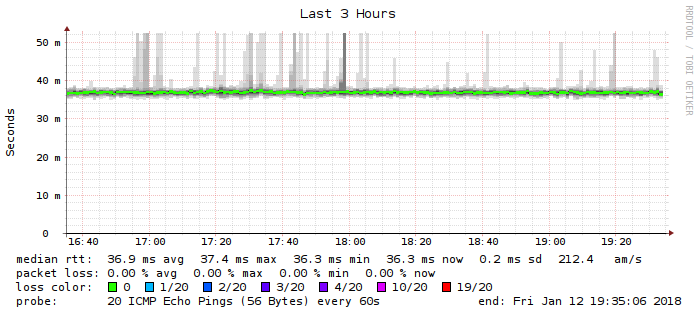 Last 3 Hours
RRDTOOL / TOBI OETIKER
Seconds
50 m
40 m
30 m
20 m
10 m
0
16:40 17:00 17:20 17:40 18:00 18:20 18:40 19:00 19:20
median rtt: 36.9 ms avg 37.4 ms max 36.3 ms min 36.3 ms now 0.2 ms sd 212.4 am/s
packet loss: 0.00 % avg 0.00 % max 0.00 % min 0.00 % now
loss color: 0 1/20 2/20 3/20 4/20 10/20 19/20
probe: 20 ICMP Echo Pings (56 Bytes) every 60s end: Fri Jan 12 19:35:06 2018